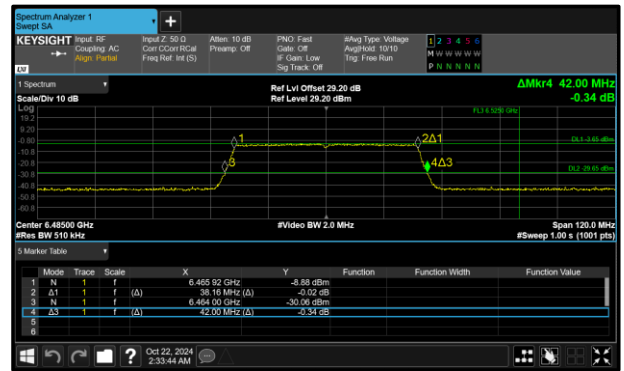 Spectrum Analyzer 1
Swept SA
+
KEYSIGHT Input: RF Input Z: 50 Ω Atten: 10 dB PNO: Fast #Avg Type: Voltage 1 2 3 4 5 6
Coupling: AC Corr CCorr RCal Preamp: Off Gate: Off Avg|Hold: 10/10 M W W W W W
Align: Partial Freq Ref: Int (S) IF Gain: Low Trig: Free Run
Sig Track: Off P N N N N N
LXI
1 Spectrum Ref Lvl Offset 29.20 dB ΔMkr4 42.00 MHz
Scale/Div 10 dB Ref Level 29.20 dBm -0.34 dB
Log
FL3 6.5250 GHz
19.2
9.20
-0.80 1 2Δ1 DL1 -3.65 dBm
-10.8
-20.8 3 4Δ3 DL2 -29.65 dBm
-30.8
-40.8
-50.8
-60.8
Center 6.48500 GHz #Video BW 2.0 MHz Span 120.0 MHz
#Res BW 510 kHz #Sweep 1.00 s (1001 pts)
5 Marker Table
Mode Trace Scale X Y Function Function Width Function Value
1 N 1 f 6.465 92 GHz -8.88 dBm
2 Δ1 1 f (Δ) 38.16 MHz (Δ) -0.02 dB
3 N 1 f 6.464 00 GHz -30.06 dBm
4 Δ3 1 f (Δ) 42.00 MHz (Δ) -0.34 dB
5
6
? Oct 22, 2024
2:33:44 AM